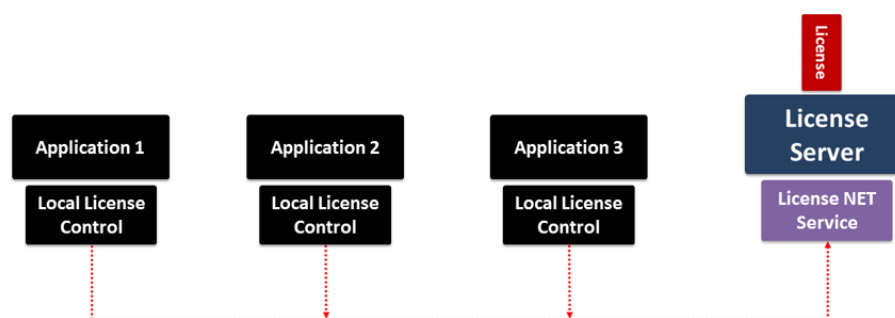 License
License
Server
Application 1
Application 2
Application 3
Local License
Control
Local License
Control
Local License
Control
License NET
Service